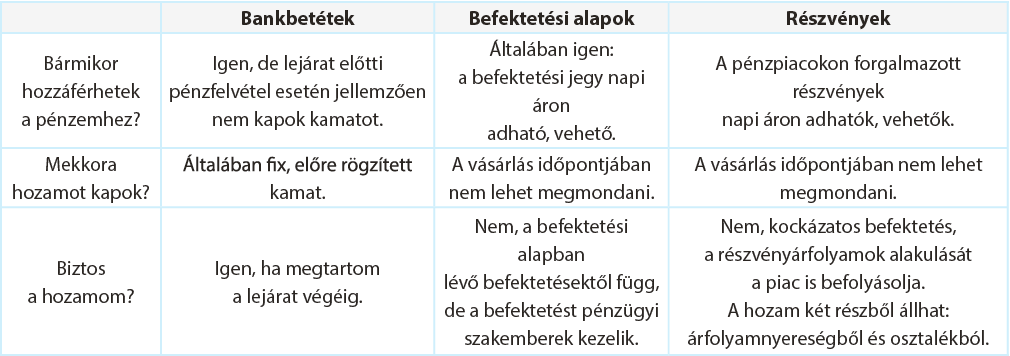 Bankbetétek
Befektetési alapok
Részvények
Bármikor
hozzáférhetek
a pénzemhez?
Igen, de lejárat előtti
pénzfelvétel esetén jellemzően
nem kapok kamatot.
Általában igen:
a befektetési jegy napi
áron
adható, vehető.
A pénzpiacokon forgalmazott
részvények
napi áron adhatók, vehetők.
Mekkora
hozamot kapok?
Általában fix, előre rögzített
kamat.
A vásárlás időpontjában
nem lehet megmondani.
A vásárlás időpontjában nem lehet
megmondani.
Biztos
a hozamom?
Igen, ha megtartom
a lejárat végéig.
Nem, a befektetési
alapban
lévő befektetésektől függ,
de a befektetést pénzügyi
szakemberek kezelik.
Nem, kockázatos befektetés,
a részvényárfolyamok alakulását
a piac is befolyásolja.
A hozam két részből állhat:
árfolyamnyereségből és osztalékból.